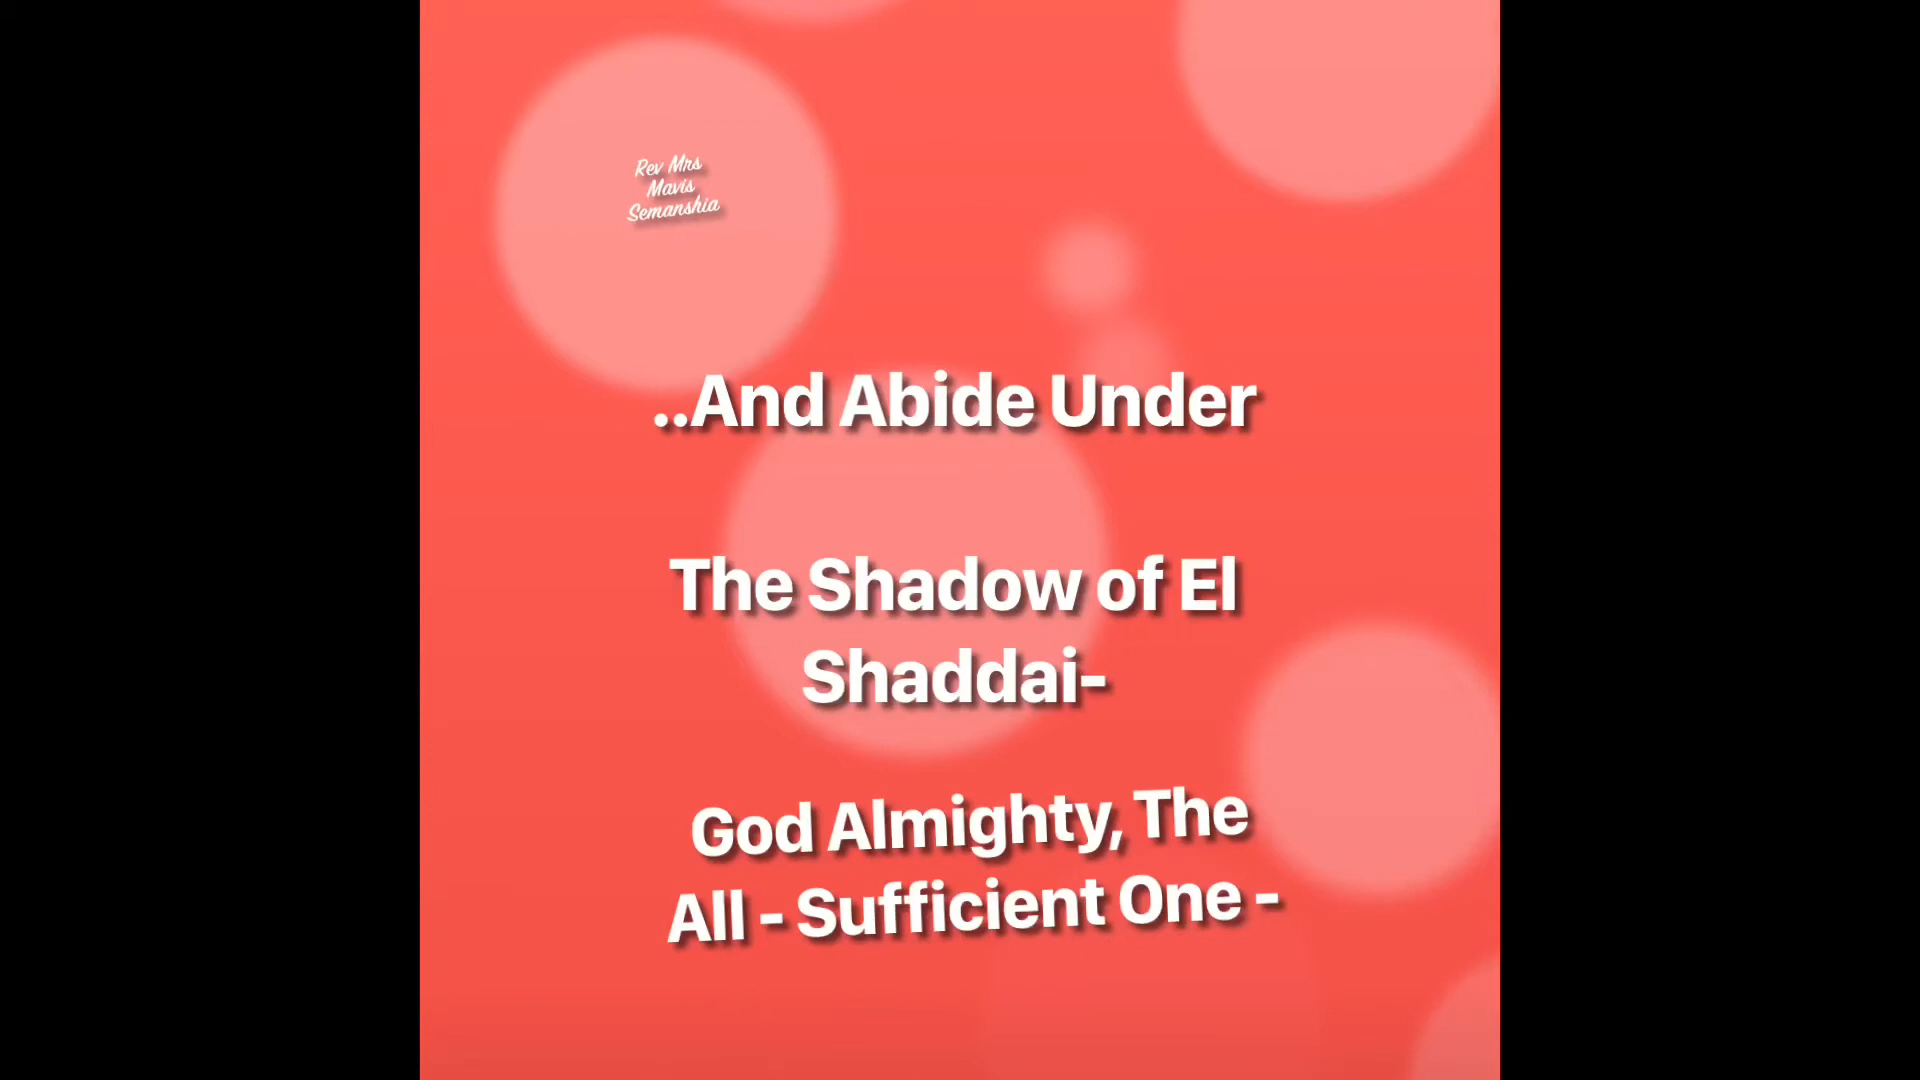 Rev Mrs
Mavis
Semanshia
..And Abide Under
The Shadow of El
Shaddai-
God Almighty, The
All - Sufficient One -